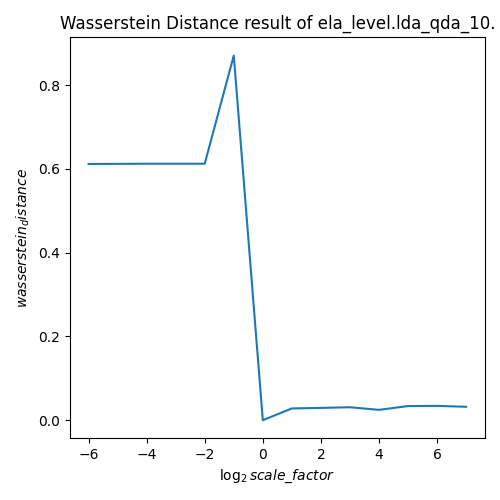 Wasserstein Distance result of ela_level.lda_qda_10.
0.8
0.6
0.4
0.2
0.0
wasserstein_distance
−6 −4 −2 0 2 4 6
log₂ scale_factor